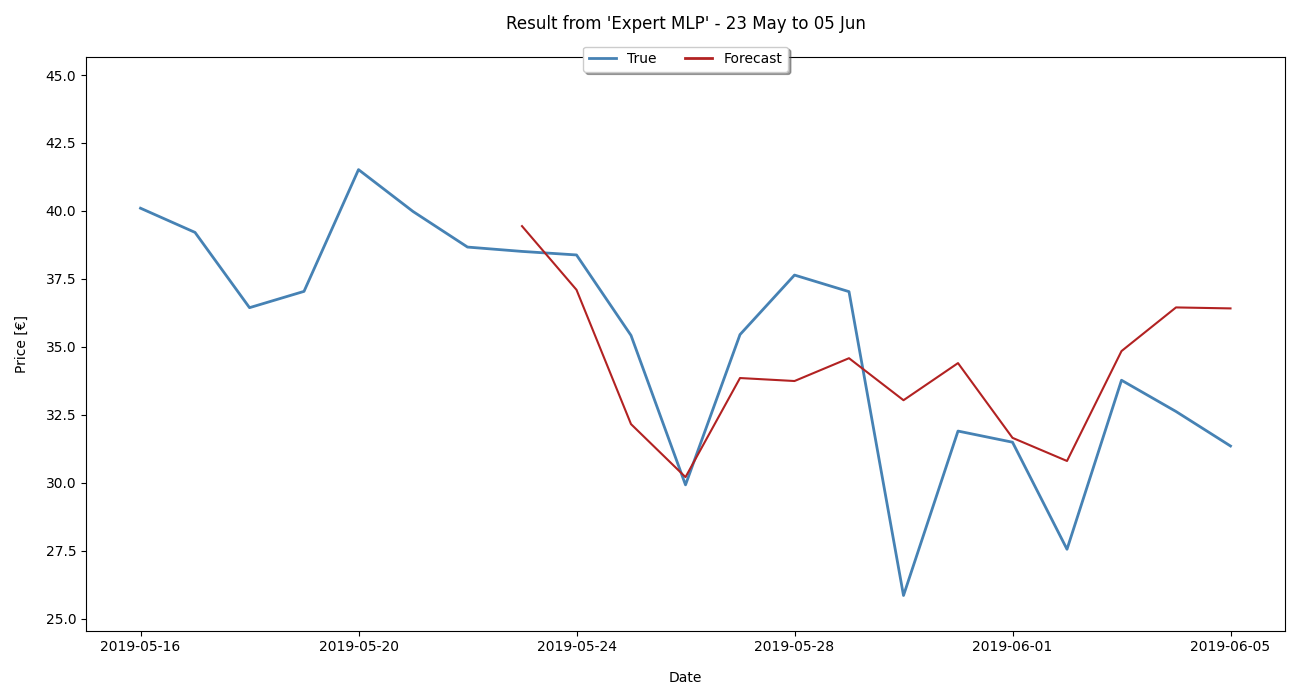 Result from 'Expert MLP' - 23 May to 05 Jun
True Forecast
45.0
42.5
40.0
37.5
35.0
32.5
30.0
27.5
25.0
Price [€]
2019-05-16 2019-05-20 2019-05-24 2019-05-28 2019-06-01 2019-06-05
Date